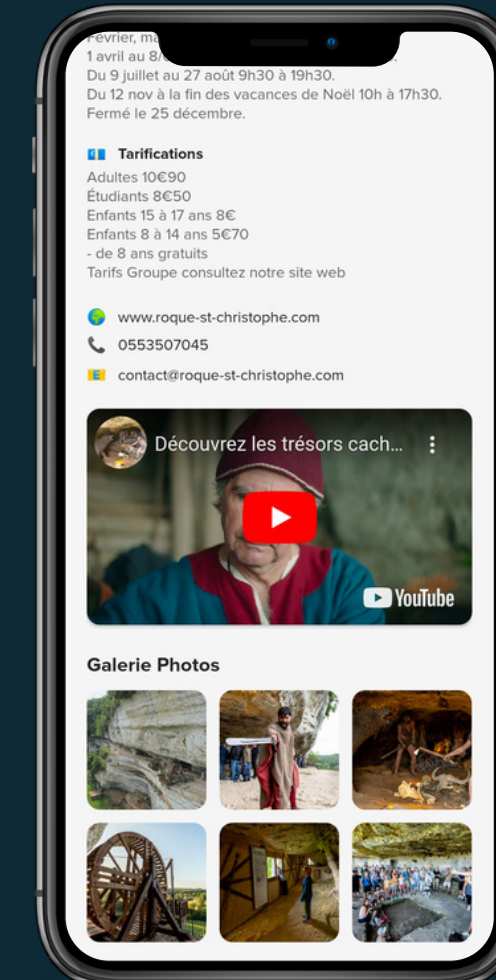 Février, ma
1 avril au 8/
Du 9 juillet au 27 août 9h30 à 19h30.
Du 12 nov à la fin des vacances de Noël 10h à 17h30.
Fermé le 25 décembre.
Tarifications
Adultes 10€90
Étudiants 8€50
Enfants 15 à 17 ans 8€
Enfants 8 à 14 ans 5€70
- de 8 ans gratuits
Tarifs Groupe consultez notre site web
www.roque-st-christophe.com
0553507045
E contact@roque-st-christophe.com
Découvrez les trésors cach...
YouTube
Galerie Photos